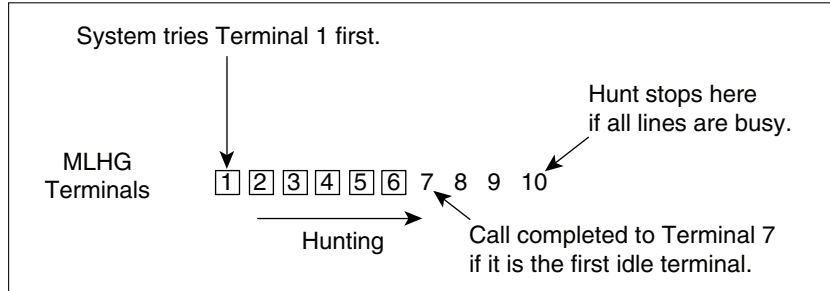 System tries Terminal 1 first.
Hunt stops here
if all lines are busy.
MLHG
Terminals
1 2 3 4 5 6 7 8 9 10
Hunting
Call completed to Terminal 7
if it is the first idle terminal.